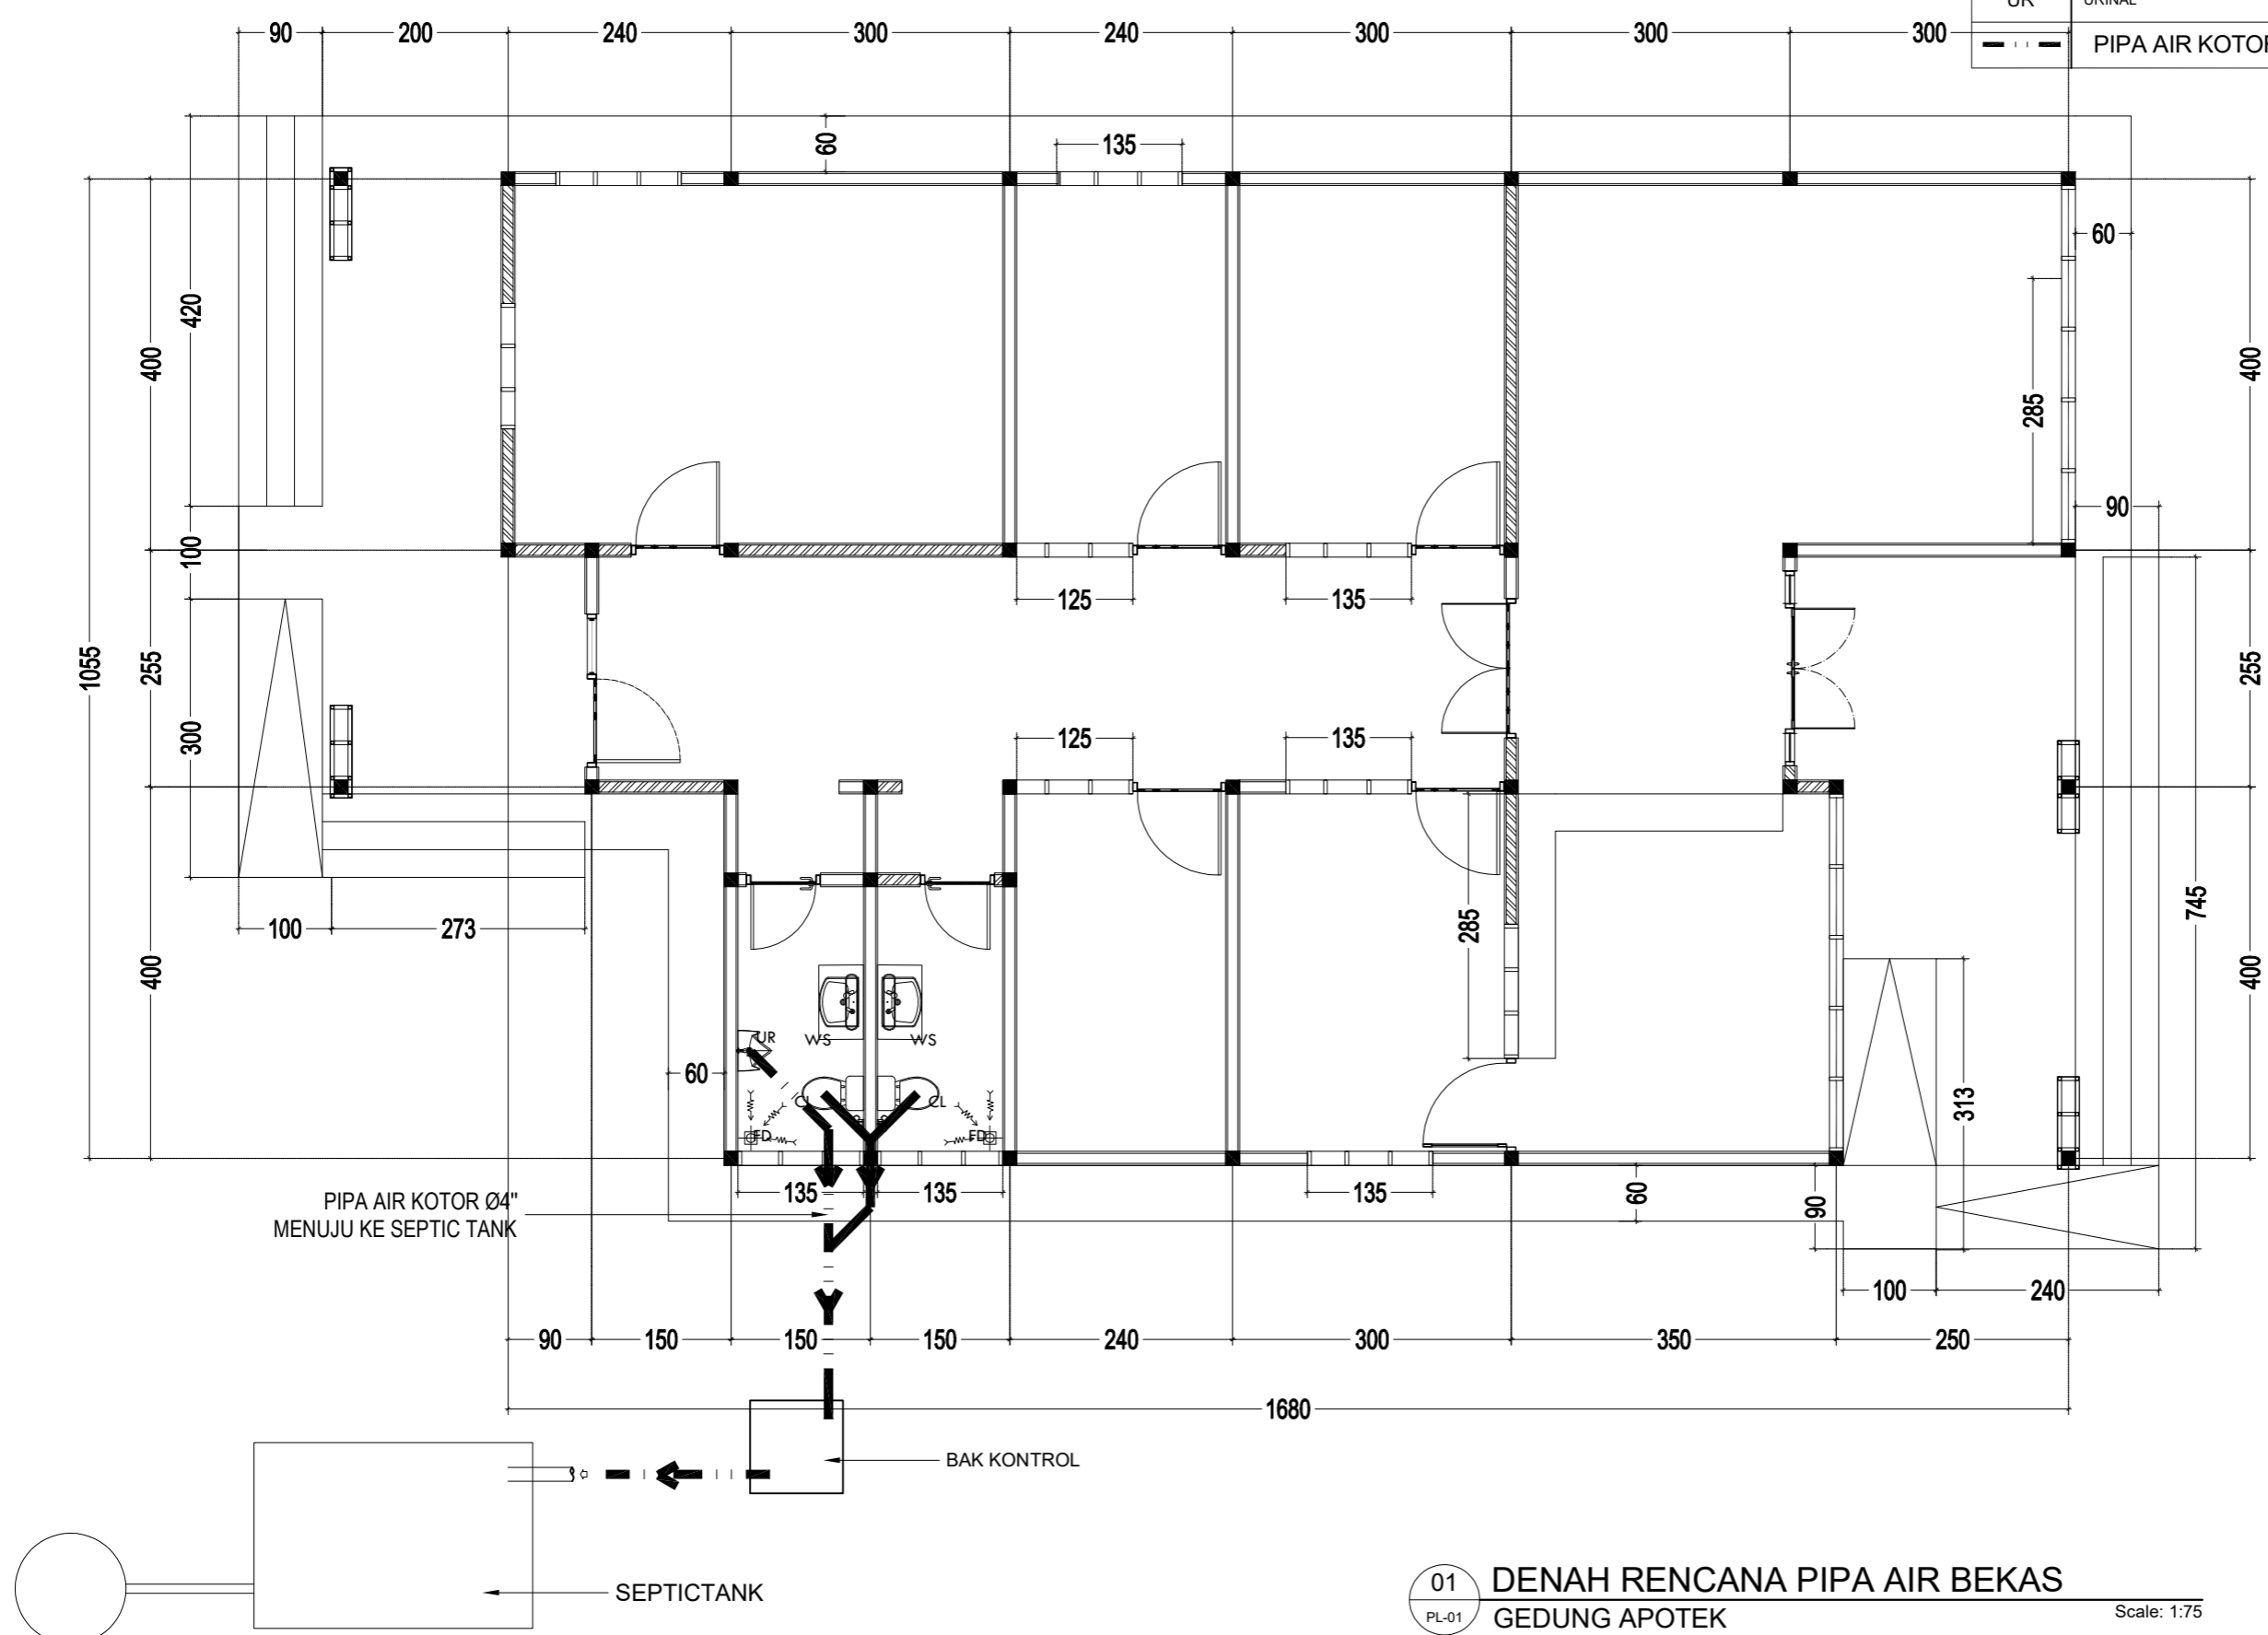 UR URINAL
PIPA AIR KOTOR
90 200 240 300 240 300 300 300
60
135
60
420
400
400
285
90
100
125 135
1055
255
255
300
125 135
745
100 273
285
400
400
UR WS WS
60
CL CL
313
FD FD
135 135 135
60
90
PIPA AIR KOTOR Ø4"
MENUJU KE SEPTIC TANK
100 240
90 150 150 150 240 300 350 250
1680
BAK KONTROL
SEPTICTANK
01
PL-01
DENAH RENCANA PIPA AIR BEKAS
GEDUNG APOTEK
Scale: 1:75